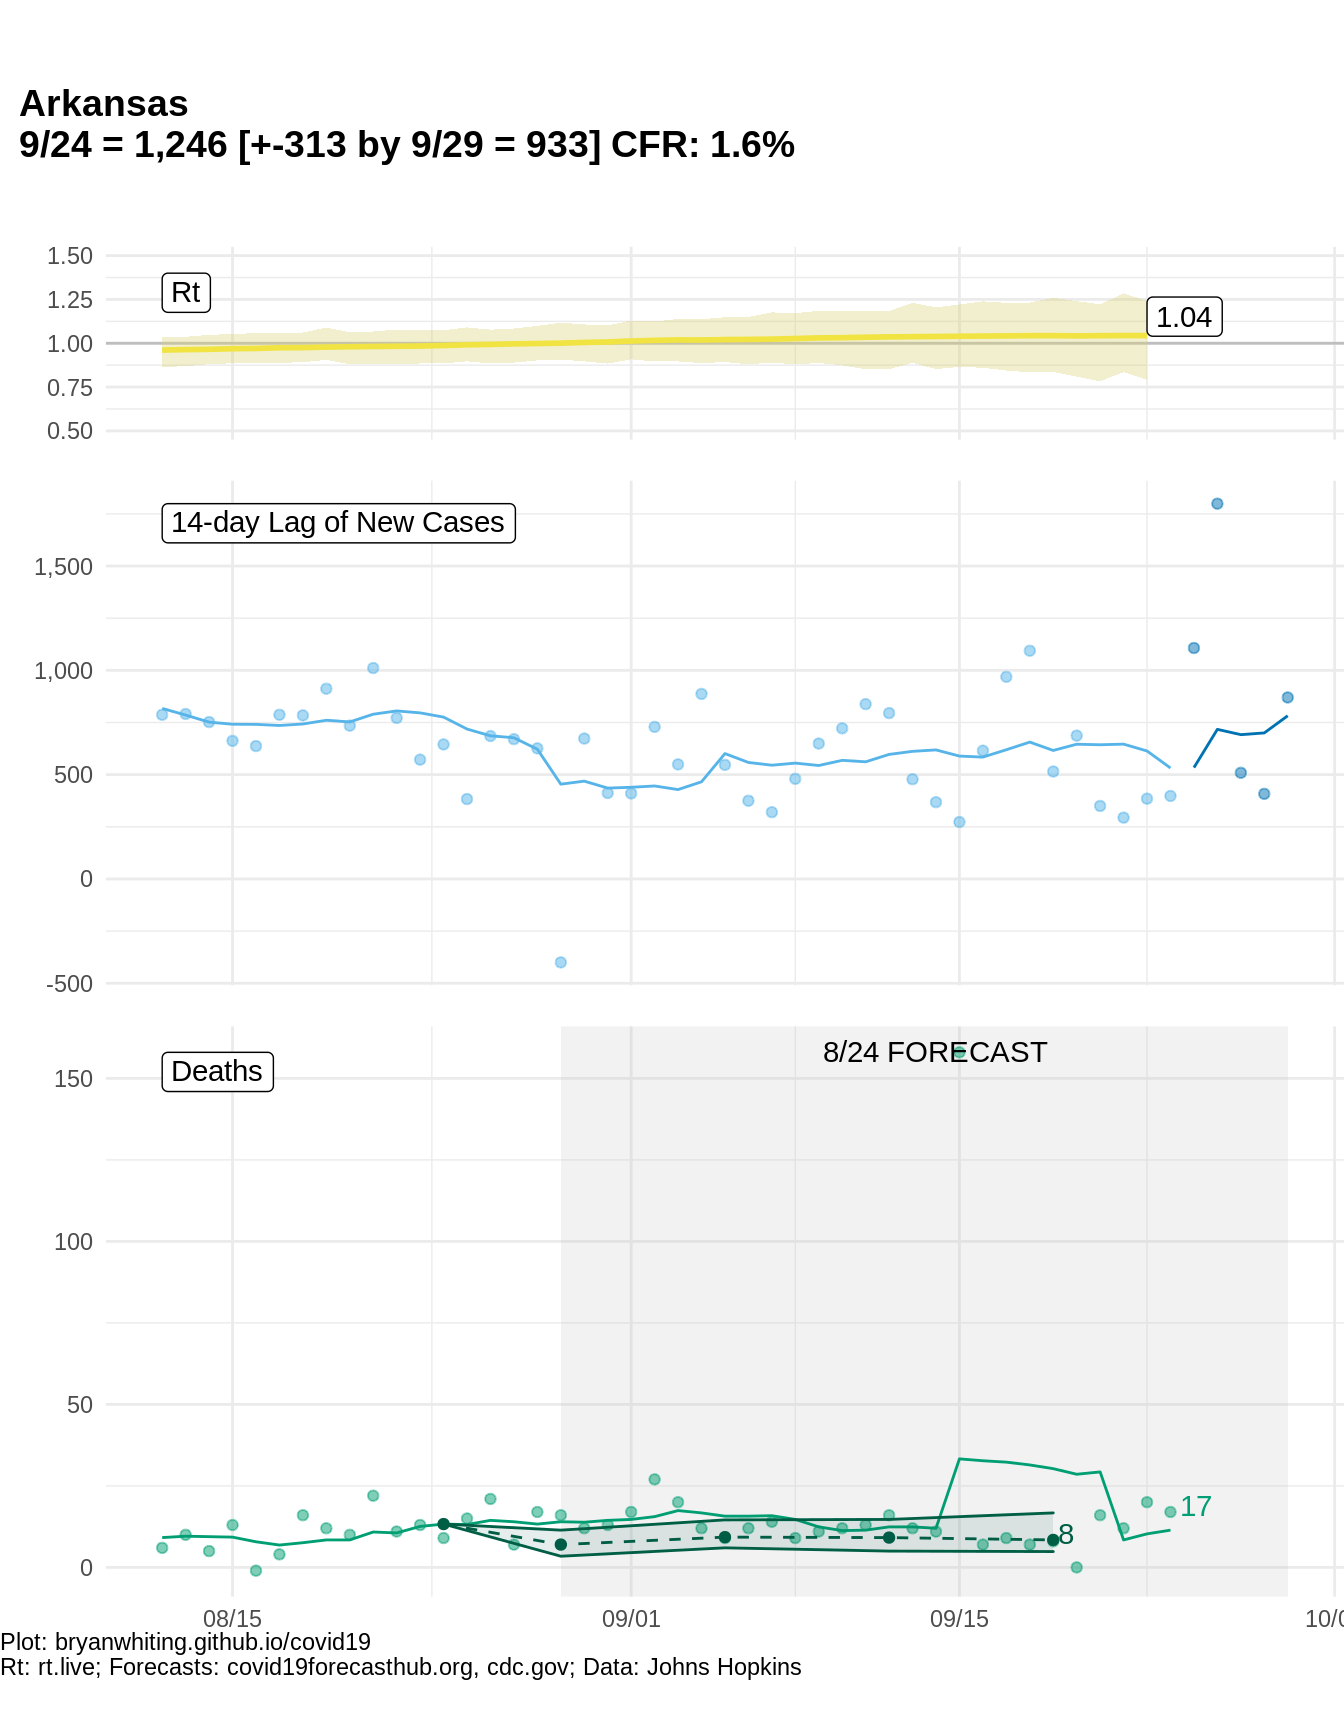 Arkansas
9/24 = 1,246 [+-313 by 9/29 = 933] CFR: 1.6%
1.50
1.25
1.00
0.75
0.50
Rt
1.04
14-day Lag of New Cases
1,500
1,000
500
0
-500
Deaths
8/24 FORECAST
150
100
50
0
17
8
08/15
09/01
09/15
10/0
Plot: bryanwhiting.github.io/covid19
Rt: rt.live; Forecasts: covid19forecasthub.org, cdc.gov; Data: Johns Hopkins